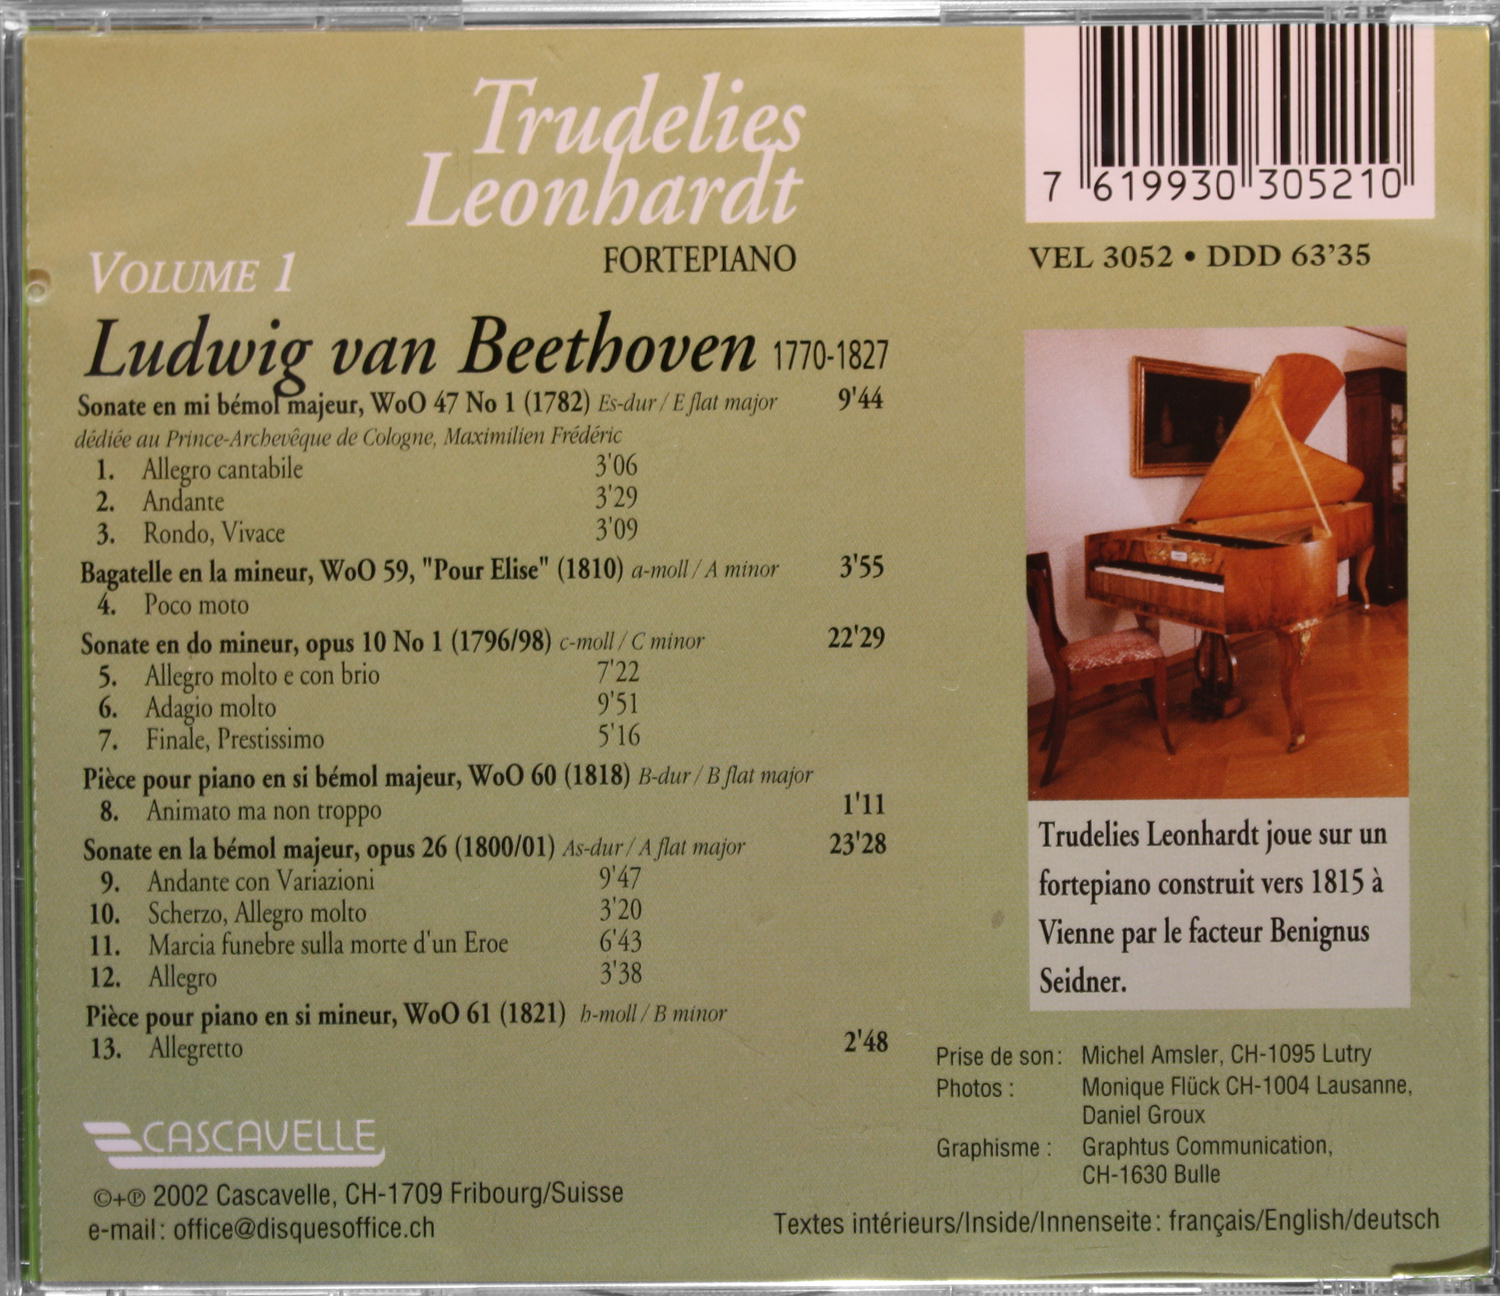 Trudelies
Leonhardt
FORTEPIANO
VOLUME 1
7 619930 305210
VEL 3052 • DDD 63'35
Ludwig van Beethoven 1770-1827
Sonate en mi bémol majeur, WoO 47 No 1 (1782) Es-dur / E flat major 9'44
dédiée au Prince-Archevêque de Cologne, Maximilien Frédéric
1. Allegro cantabile 3'06
2. Andante 3'29
3. Rondo, Vivace 3'09
Bagatelle en la mineur, WoO 59, "Pour Elise" (1810) a-moll / A minor 3'55
4. Poco moto
Sonate en do mineur, opus 10 No 1 (1796/98) c-moll / C minor 22'29
5. Allegro molto e con brio 7'22
6. Adagio molto 9'51
7. Finale, Prestissimo 5'16
Pièce pour piano en si bémol majeur, WoO 60 (1818) B-dur / B flat major
8. Animato ma non troppo 1'11
Sonate en la bémol majeur, opus 26 (1800/01) As-dur / A flat major 23'28
9. Andante con Variazioni 9'47
10. Scherzo, Allegro molto 3'20
11. Marcia funebre sulla morte d'un Eroe 6'43
12. Allegro 3'38
Pièce pour piano en si mineur, WoO 61 (1821) h-moll / B minor
13. Allegretto 2'48
Trudelies Leonhardt joue sur un
fortepiano construit vers 1815 à
Vienne par le facteur Benignus
Seidner.
Prise de son: Michel Amsler, CH-1095 Lutry
Photos : Monique Flück CH-1004 Lausanne,
Daniel Groux
Graphisme : Graphtus Communication,
CH-1630 Bulle
CASCAVELLE
©+℗ 2002 Cascavelle, CH-1709 Fribourg/Suisse
e-mail: office@disquesoffice.ch
Textes intérieurs/Inside/Innenseite: français/English/deutsch